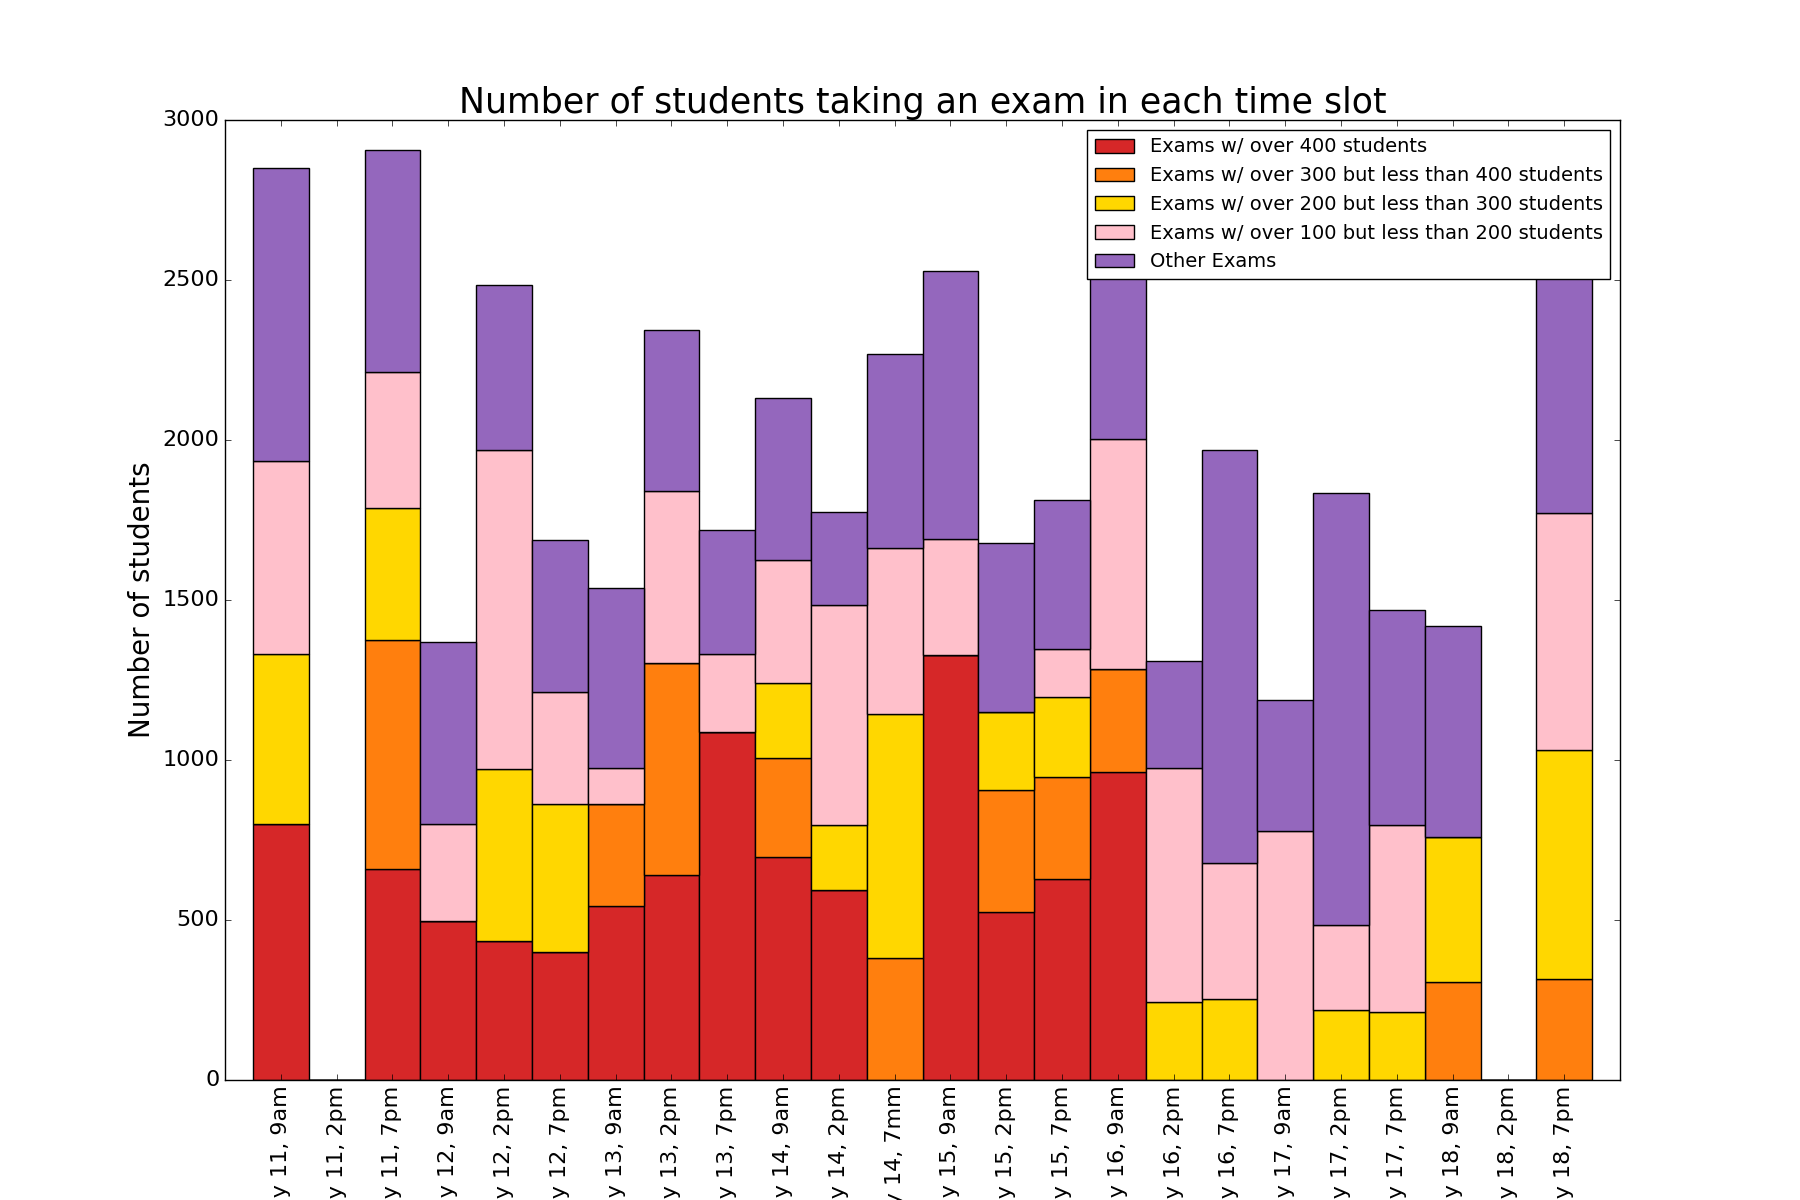 Number of students taking an exam in each time slot
Exams w/ over 400 students
Exams w/ over 300 but less than 400 students
Exams w/ over 200 but less than 300 students
Exams w/ over 100 but less than 200 students
Other Exams
Number of students
3000
2500
2000
1500
1000
500
0
y 11, 9am
y 11, 2pm
y 11, 7pm
y 12, 9am
y 12, 2pm
y 12, 7pm
y 13, 9am
y 13, 2pm
y 13, 7pm
y 14, 9am
y 14, 2pm
y 14, 7mm
y 15, 9am
y 15, 2pm
y 15, 7pm
y 16, 9am
y 16, 2pm
y 16, 7pm
y 17, 9am
y 17, 2pm
y 17, 7pm
y 18, 9am
y 18, 2pm
y 18, 7pm